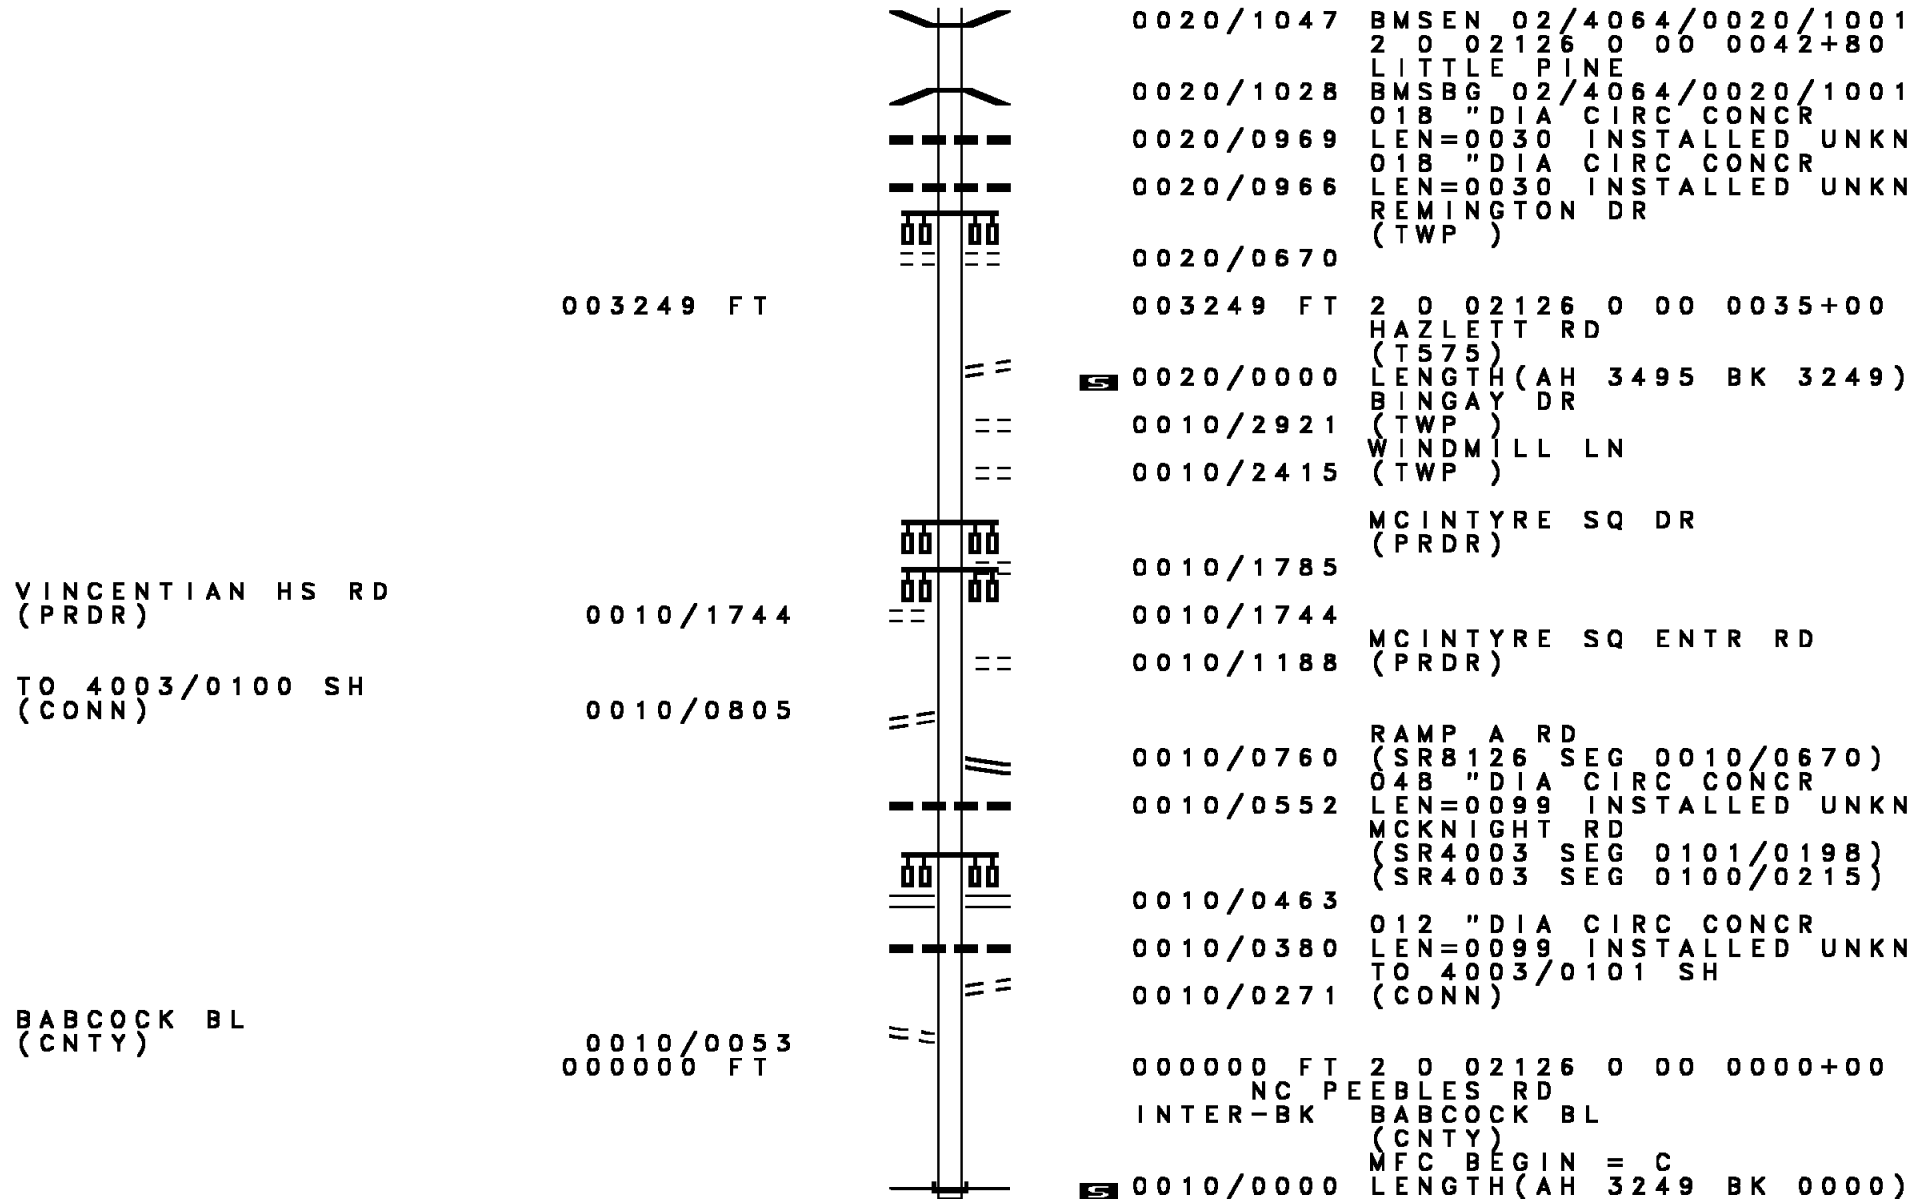 0020/1047 BMSEN 02/4064/0020/1001
2 0 02126 0 00 0042+80
LITTLE PINE
0020/1028 BMSBG 02/4064/0020/1001
018 "DIA CIRC CONCR
0020/0969 LEN=0030 INSTALLED UNKN
018 "DIA CIRC CONCR
0020/0966 LEN=0030 INSTALLED UNKN
REMINGTON DR
(TWP )
0020/0670
003249 FT 003249 FT 2 0 02126 0 00 0035+00
HAZLETT RD
(T575)
S 0020/0000 LENGTH(AH 3495 BK 3249)
BINGAY DR
0010/2921 (TWP )
WINDMILL LN
0010/2415 (TWP )
MCINTYRE SQ DR
(PRDR)
0010/1785
VINCENTIAN HS RD
(PRDR) 0010/1744 0010/1744
MCINTYRE SQ ENTR RD
0010/1188 (PRDR)
TO 4003/0100 SH
(CONN) 0010/0805
RAMP A RD
0010/0760 (SR8126 SEG 0010/0670)
048 "DIA CIRC CONCR
0010/0552 LEN=0099 INSTALLED UNKN
MCKNIGHT RD
(SR4003 SEG 0101/0198)
(SR4003 SEG 0100/0215)
0010/0463
012 "DIA CIRC CONCR
0010/0380 LEN=0099 INSTALLED UNKN
TO 4003/0101 SH
0010/0271 (CONN)
BABCOCK BL
(CNTY) 0010/0053
000000 FT 000000 FT 2 0 02126 0 00 0000+00
NC PEEBLES RD
INTER-BK BABCOCK BL
(CNTY)
MFC BEGIN = C
S 0010/0000 LENGTH(AH 3249 BK 0000)